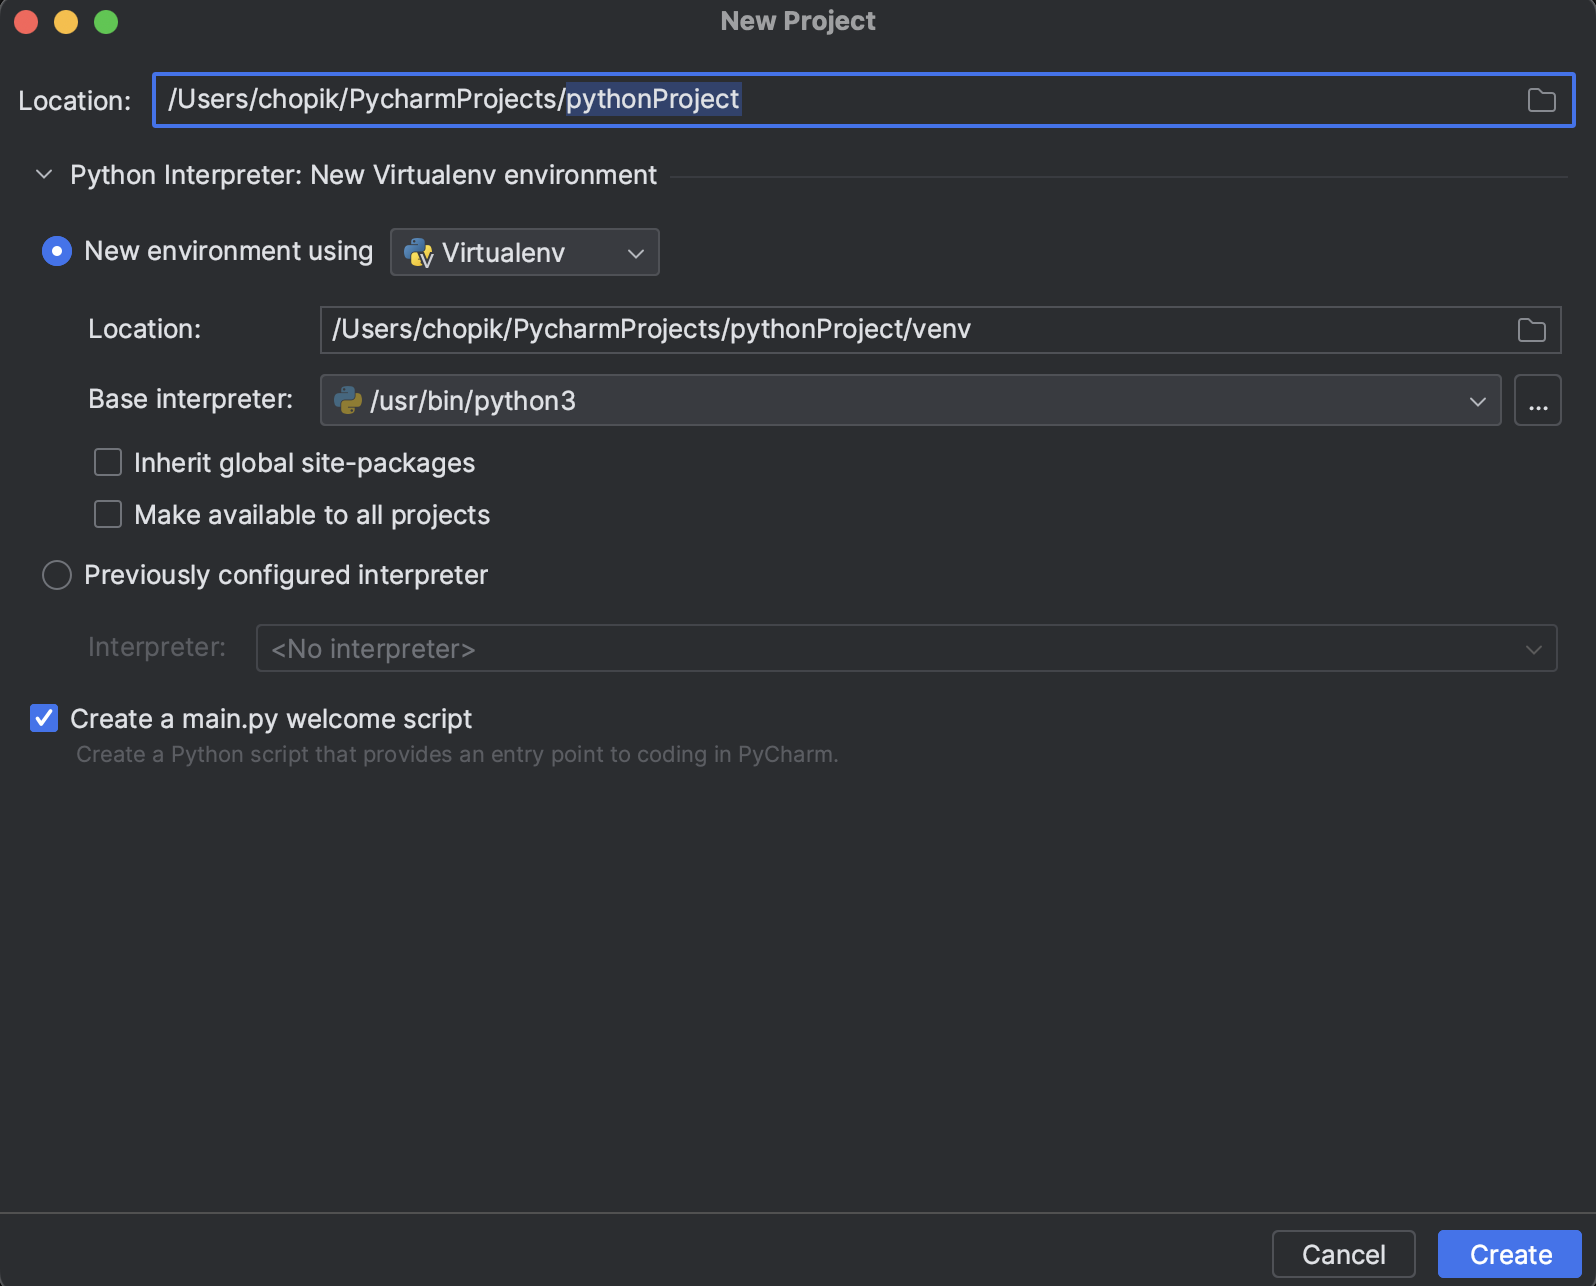 New Project
Location: /Users/chopik/PycharmProjects/pythonProject
Python Interpreter: New Virtualenv environment
New environment using Virtualenv
Location: /Users/chopik/PycharmProjects/pythonProject/venv
Base interpreter: /usr/bin/python3 ...
Inherit global site-packages
Make available to all projects
Previously configured interpreter
Interpreter: <No interpreter>
Create a main.py welcome script
Create a Python script that provides an entry point to coding in PyCharm.
Cancel Create